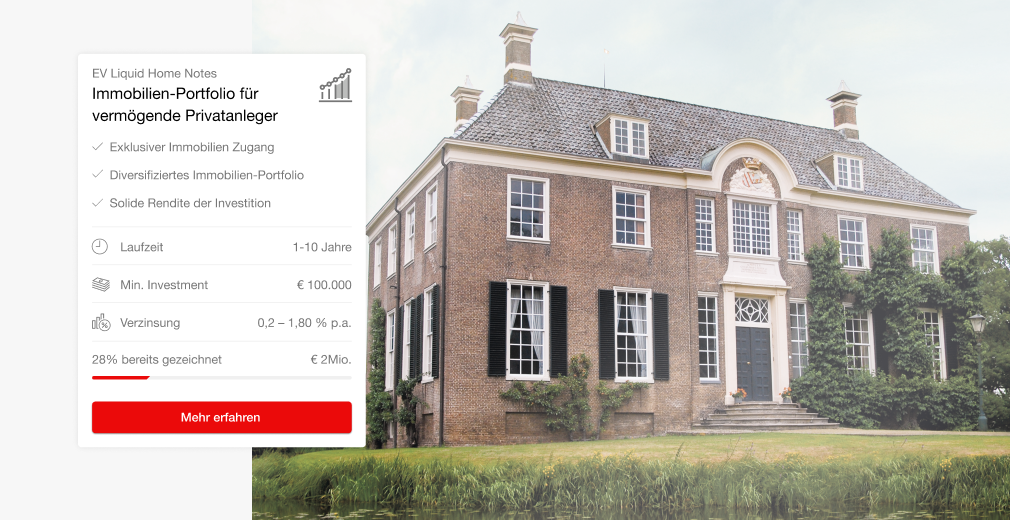 EV Liquid Home Notes
Immobilien-Portfolio für
vermögende Privatanleger
Exklusiver Immobilien Zugang
Diversifiziertes Immobilien-Portfolio
Solide Rendite der Investition
Laufzeit 1-10 Jahre
Min. Investment € 100.000
Verzinsung 0,2 – 1,80 % p.a.
28% bereits gezeichnet € 2Mio.
Mehr erfahren